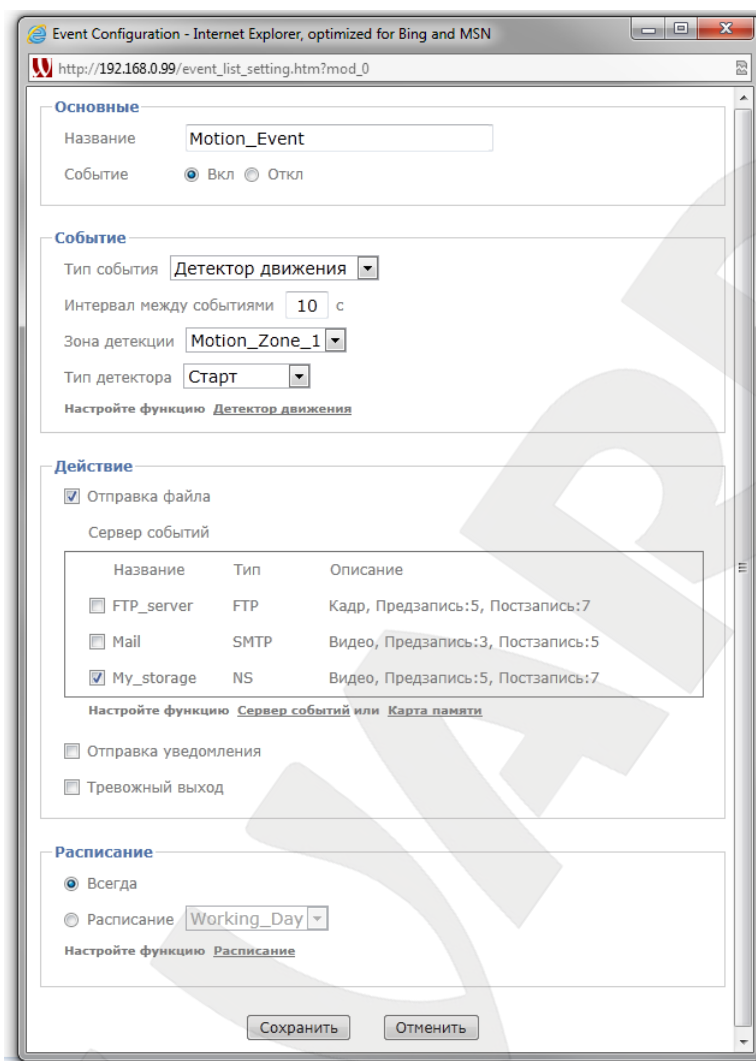 Event Configuration - Internet Explorer, optimized for Bing and MSN
http://192.168.0.99/event_list_setting.htm?mod_0
Основные
Название Motion_Event
Событие Вкл Откл
Событие
Тип события Детектор движения
Интервал между событиями 10 с
Зона детекции Motion_Zone_1
Тип детектора Старт
Настройте функцию Детектор движения
Действие
Отправка файла
Сервер событий
Название Тип Описание
FTP_server FTP Кадр, Предзапись:5, Постзапись:7
Mail SMTP Видео, Предзапись:3, Постзапись:5
My_storage NS Видео, Предзапись:5, Постзапись:7
Настройте функцию Сервер событий или Карта памяти
Отправка уведомления
Тревожный выход
Расписание
Всегда
Расписание Working_Day
Настройте функцию Расписание
Сохранить Отменить